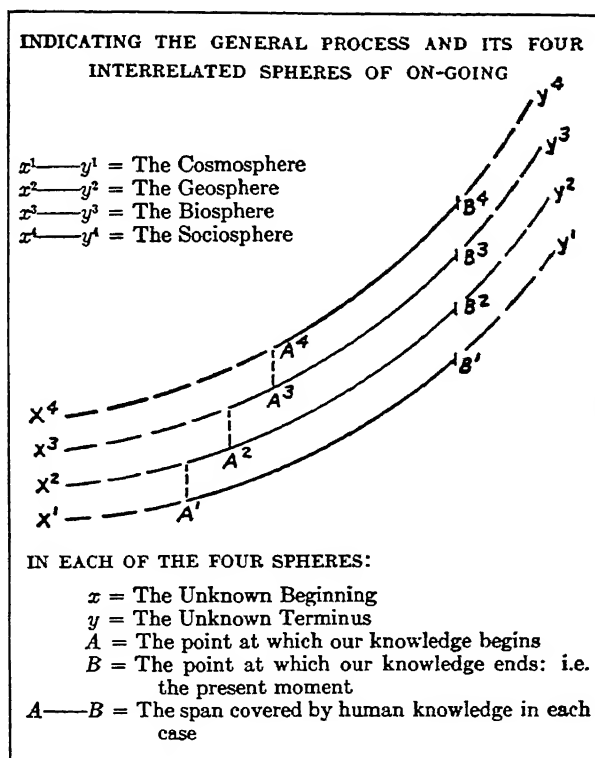 INDICATING THE GENERAL PROCESS AND ITS FOUR
INTERRELATED SPHERES OF ON-GOING
x¹——y¹ = The Cosmosphere
x²——y² = The Geosphere
x³——y³ = The Biosphere
x⁴——y⁴ = The Sociosphere
y⁴
y³
y²
y¹
B⁴
B³
B²
B¹
A⁴
A³
A²
A¹
X⁴
X³
X²
X¹
IN EACH OF THE FOUR SPHERES:
x = The Unknown Beginning
y = The Unknown Terminus
A = The point at which our knowledge begins
B = The point at which our knowledge ends: i.e.
the present moment
A——B = The span covered by human knowledge in each
case